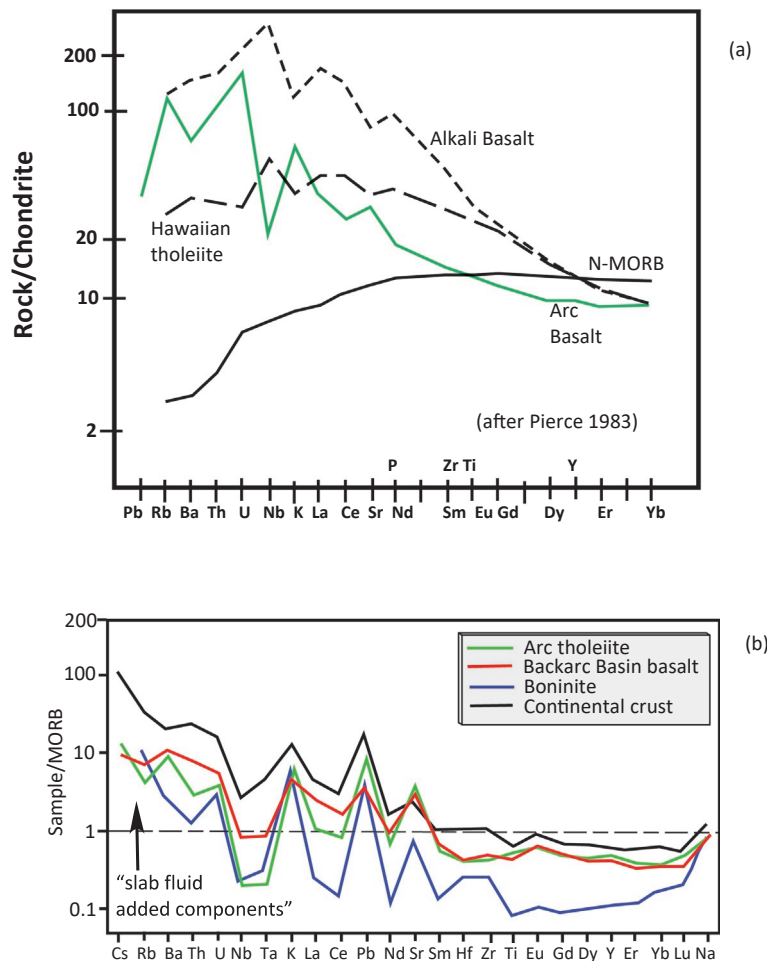 (a)
200
100
20
10
2
Rock/Chondrite
Alkali Basalt
Hawaiian
tholeiite
N-MORB
Arc
Basalt
(after Pierce 1983)
P Zr Ti Y
Pb Rb Ba Th U Nb K La Ce Sr Nd Sm Eu Gd Dy Er Yb
(b)
200
100
10
1
0.1
Sample/MORB
Arc tholeiite
Backarc Basin basalt
Boninite
Continental crust
"slab fluid
added components"
Cs Rb Ba Th U Nb Ta K La Ce Pb Nd Sr Sm Hf Zr Ti Eu Gd Dy Y Er Yb Lu Na